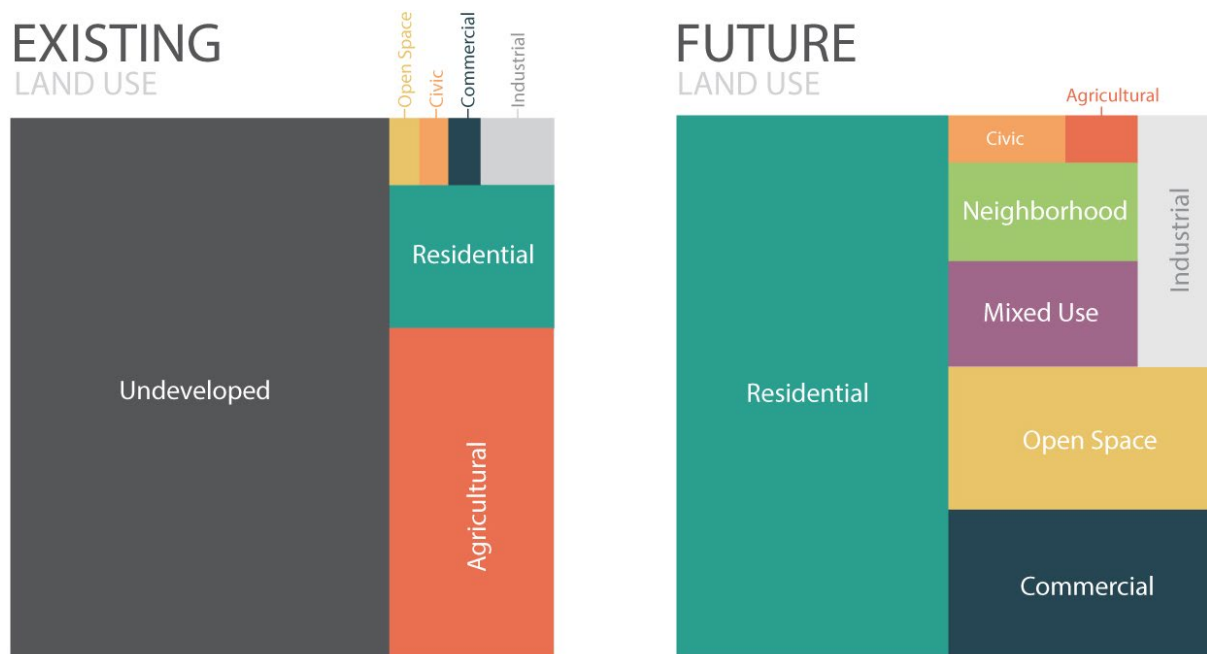 EXISTING
LAND USE
Open Space
Civic
Commercial
Industrial
Undeveloped
Residential
Agricultural
FUTURE
LAND USE
Agricultural
Civic
Neighborhood
Industrial
Mixed Use
Residential
Open Space
Commercial